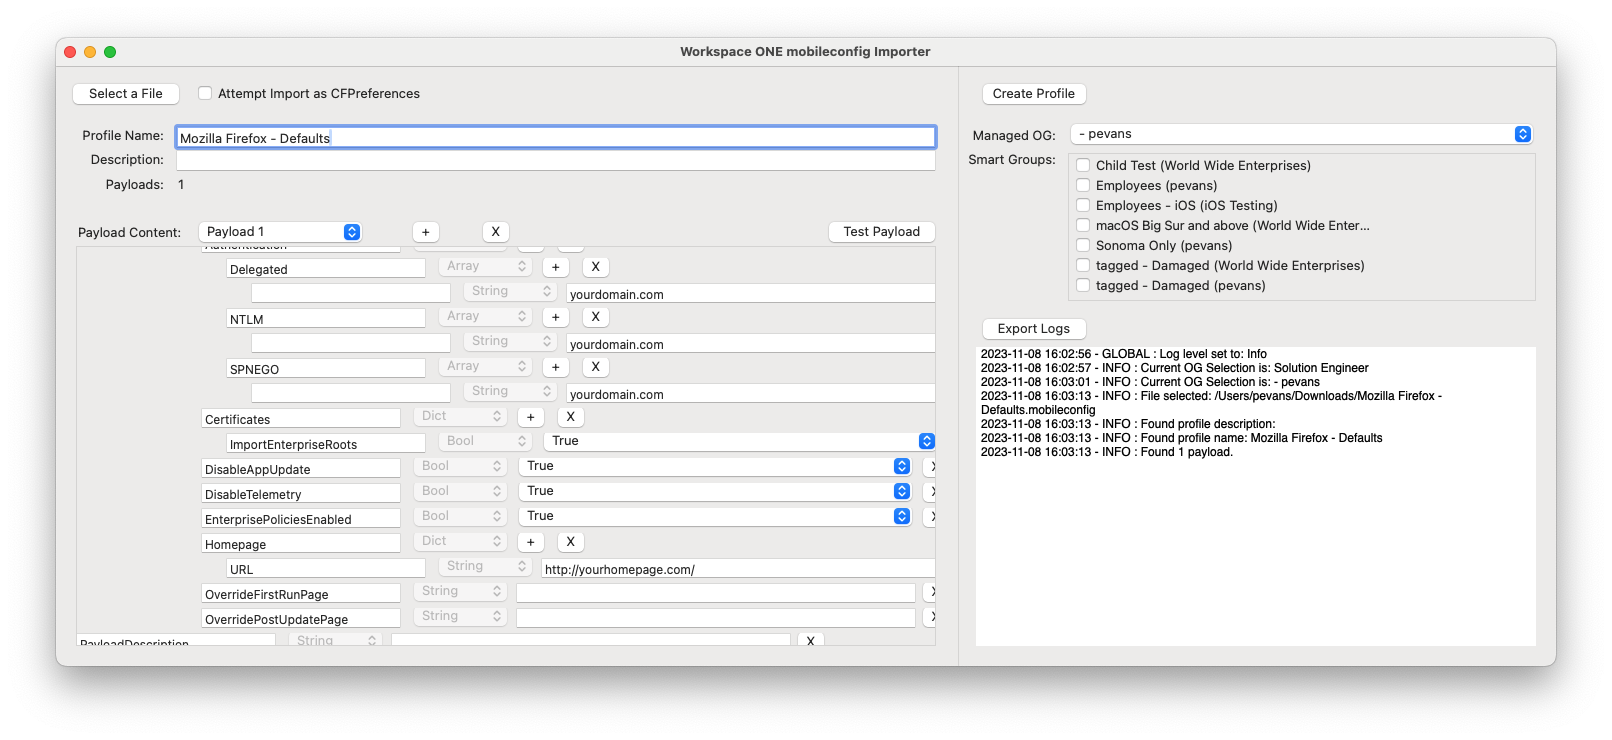 Workspace ONE mobileconfig Importer
Select a File
Attempt Import as CFPreferences
Profile Name: Mozilla Firefox - Defaults
Description:
Payloads: 1
Payload Content: Payload 1 + X Test Payload
Authentication
Delegated Array + X
String yourdomain.com
NTLM Array + X
String yourdomain.com
SPNEGO Array + X
String yourdomain.com
Certificates Dict + X
ImportEnterpriseRoots Bool True
DisableAppUpdate Bool True X
DisableTelemetry Bool True X
EnterprisePoliciesEnabled Bool True X
Homepage Dict + X
URL String http://yourhomepage.com/
OverrideFirstRunPage String X
OverridePostUpdatePage String X
PayloadDescription String X
Create Profile
Managed OG: - pevans
Smart Groups:
Child Test (World Wide Enterprises)
Employees (pevans)
Employees - iOS (iOS Testing)
macOS Big Sur and above (World Wide Enter...
Sonoma Only (pevans)
tagged - Damaged (World Wide Enterprises)
tagged - Damaged (pevans)
Export Logs
2023-11-08 16:02:56 - GLOBAL : Log level set to: Info
2023-11-08 16:02:57 - INFO : Current OG Selection is: Solution Engineer
2023-11-08 16:03:01 - INFO : Current OG Selection is: - pevans
2023-11-08 16:03:13 - INFO : File selected: /Users/pevans/Downloads/Mozilla Firefox -
Defaults.mobileconfig
2023-11-08 16:03:13 - INFO : Found profile description:
2023-11-08 16:03:13 - INFO : Found profile name: Mozilla Firefox - Defaults
2023-11-08 16:03:13 - INFO : Found 1 payload.